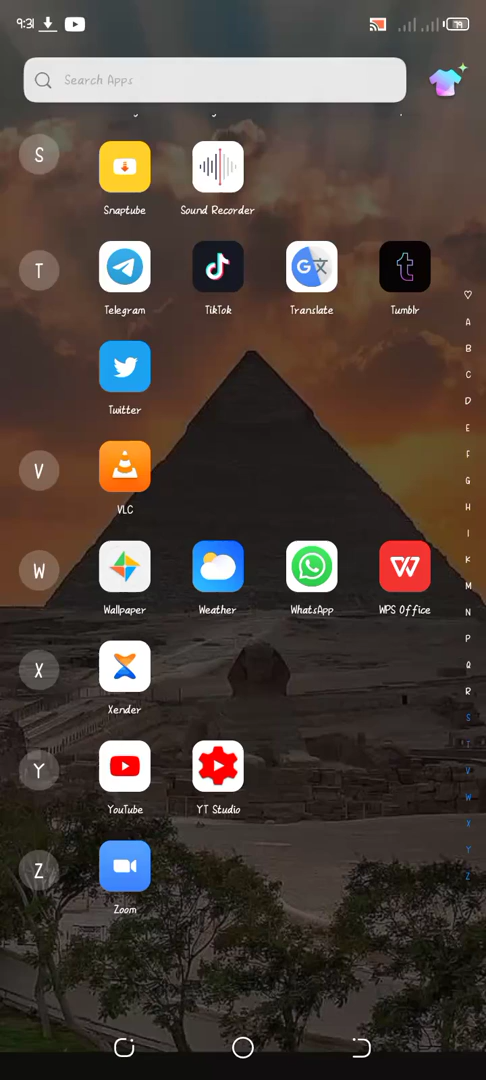 9:31
79
Search Apps
S
Snaptube
Sound Recorder
T
Telegram
TikTok
Translate
Tumblr
Twitter
V
VLC
W
Wallpaper
Weather
WhatsApp
WPS Office
X
Xender
Y
YouTube
YT Studio
Z
Zoom
A
B
C
D
E
F
G
H
I
K
M
N
P
Q
R
S
T
V
W
X
Y
Z